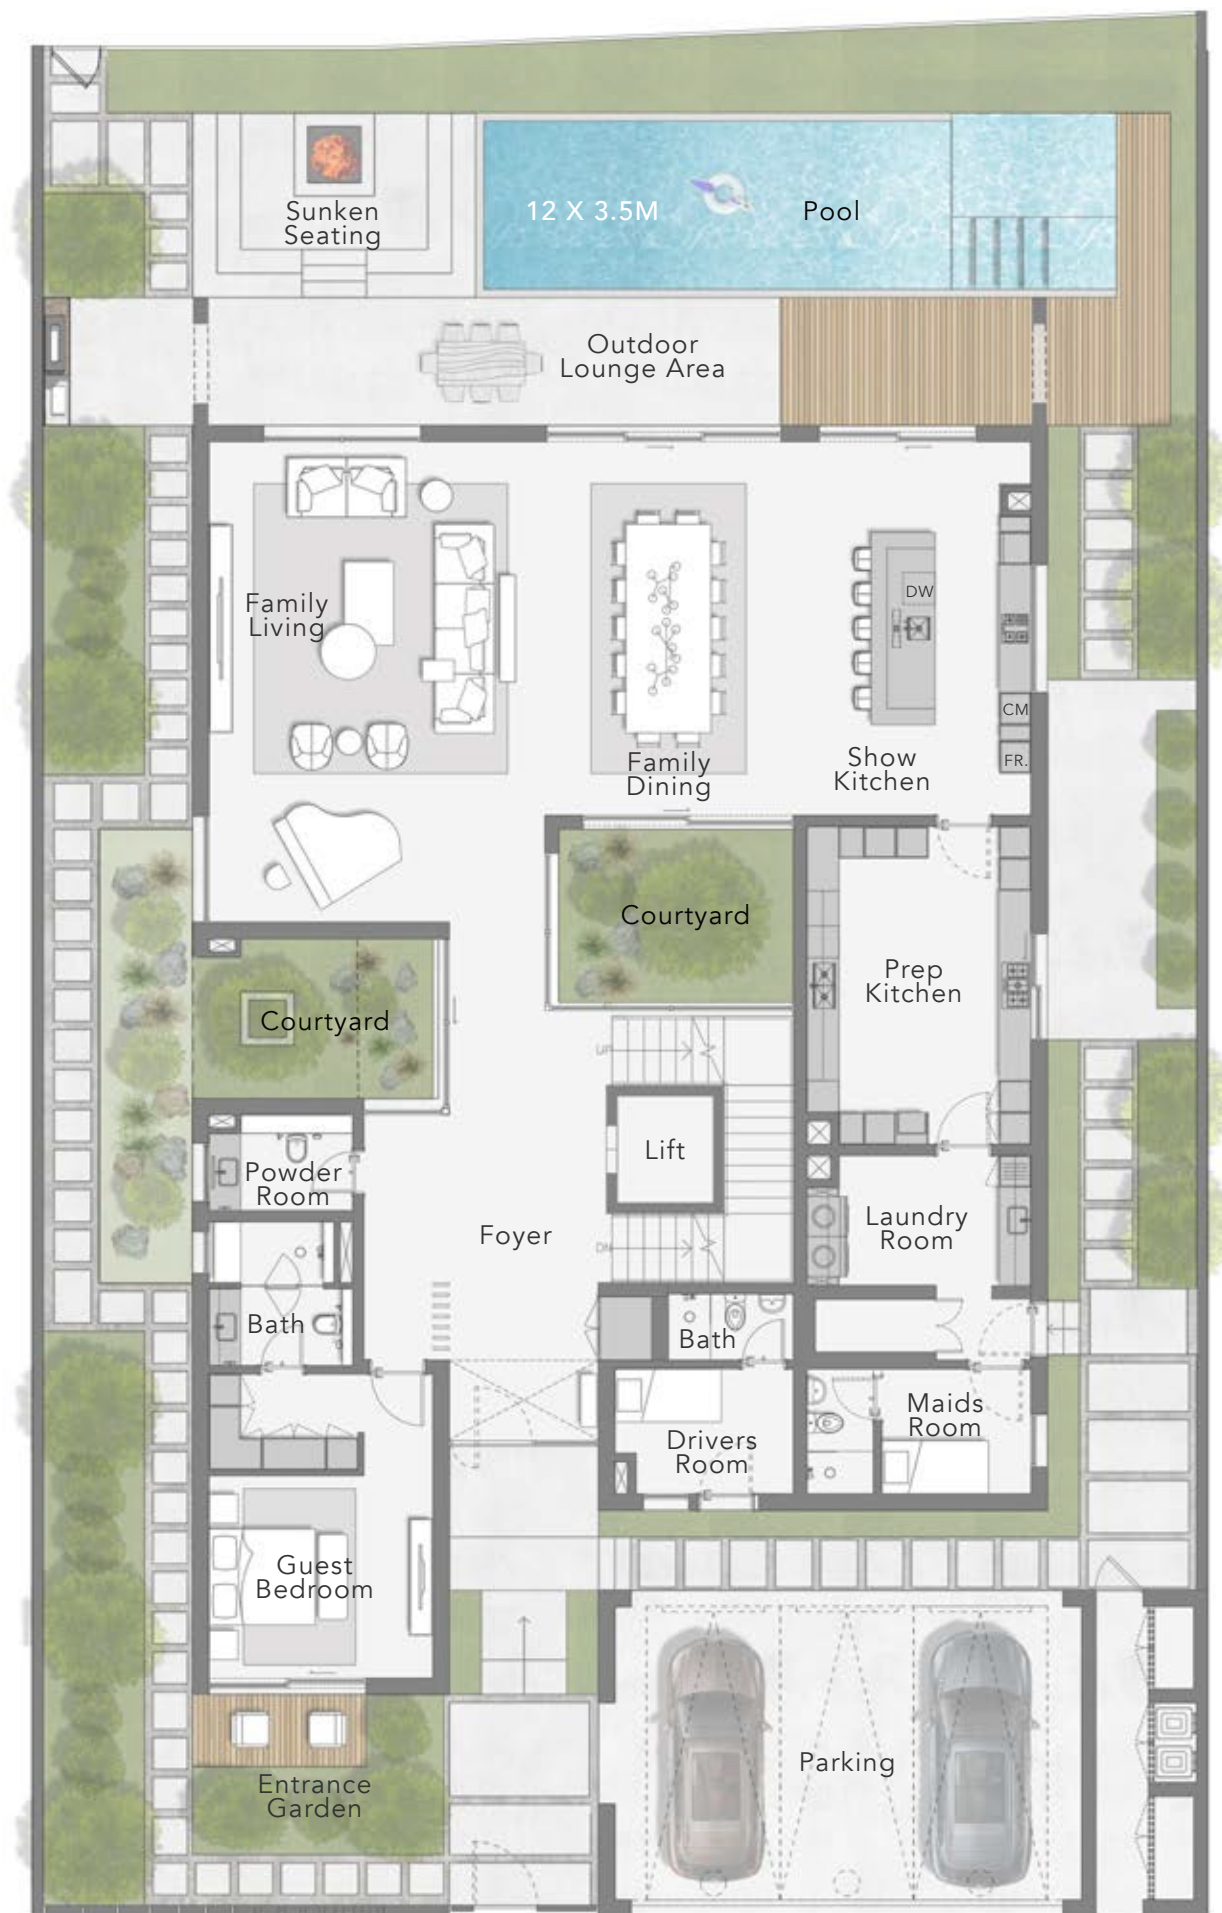 Sunken
Seating
12 X 3.5M
Pool
Outdoor
Lounge Area
Family
Living
DW
CM
FR.
Family
Dining
Show
Kitchen
Courtyard
Prep
Kitchen
Courtyard
UP
Lift
Powder
Room
Laundry
Room
Foyer
DN
Bath
Bath
Maids
Room
Drivers
Room
Guest
Bedroom
Parking
Entrance
Garden